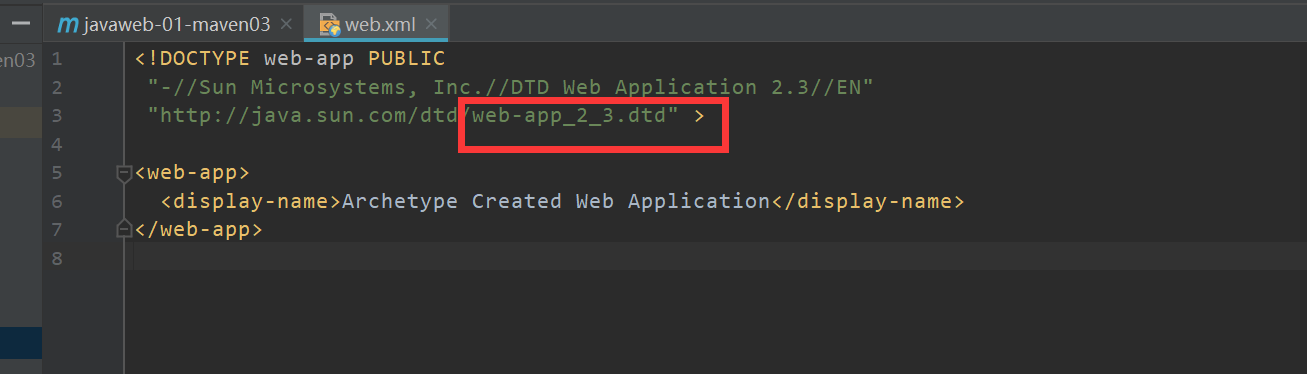 m javaweb-01-maven03 × web.xml ×
en03
1 <!DOCTYPE web-app PUBLIC
2 "-//Sun Microsystems, Inc.//DTD Web Application 2.3//EN"
3 "http://java.sun.com/dtd/web-app_2_3.dtd" >
4
5 <web-app>
6 <display-name>Archetype Created Web Application</display-name>
7 </web-app>
8